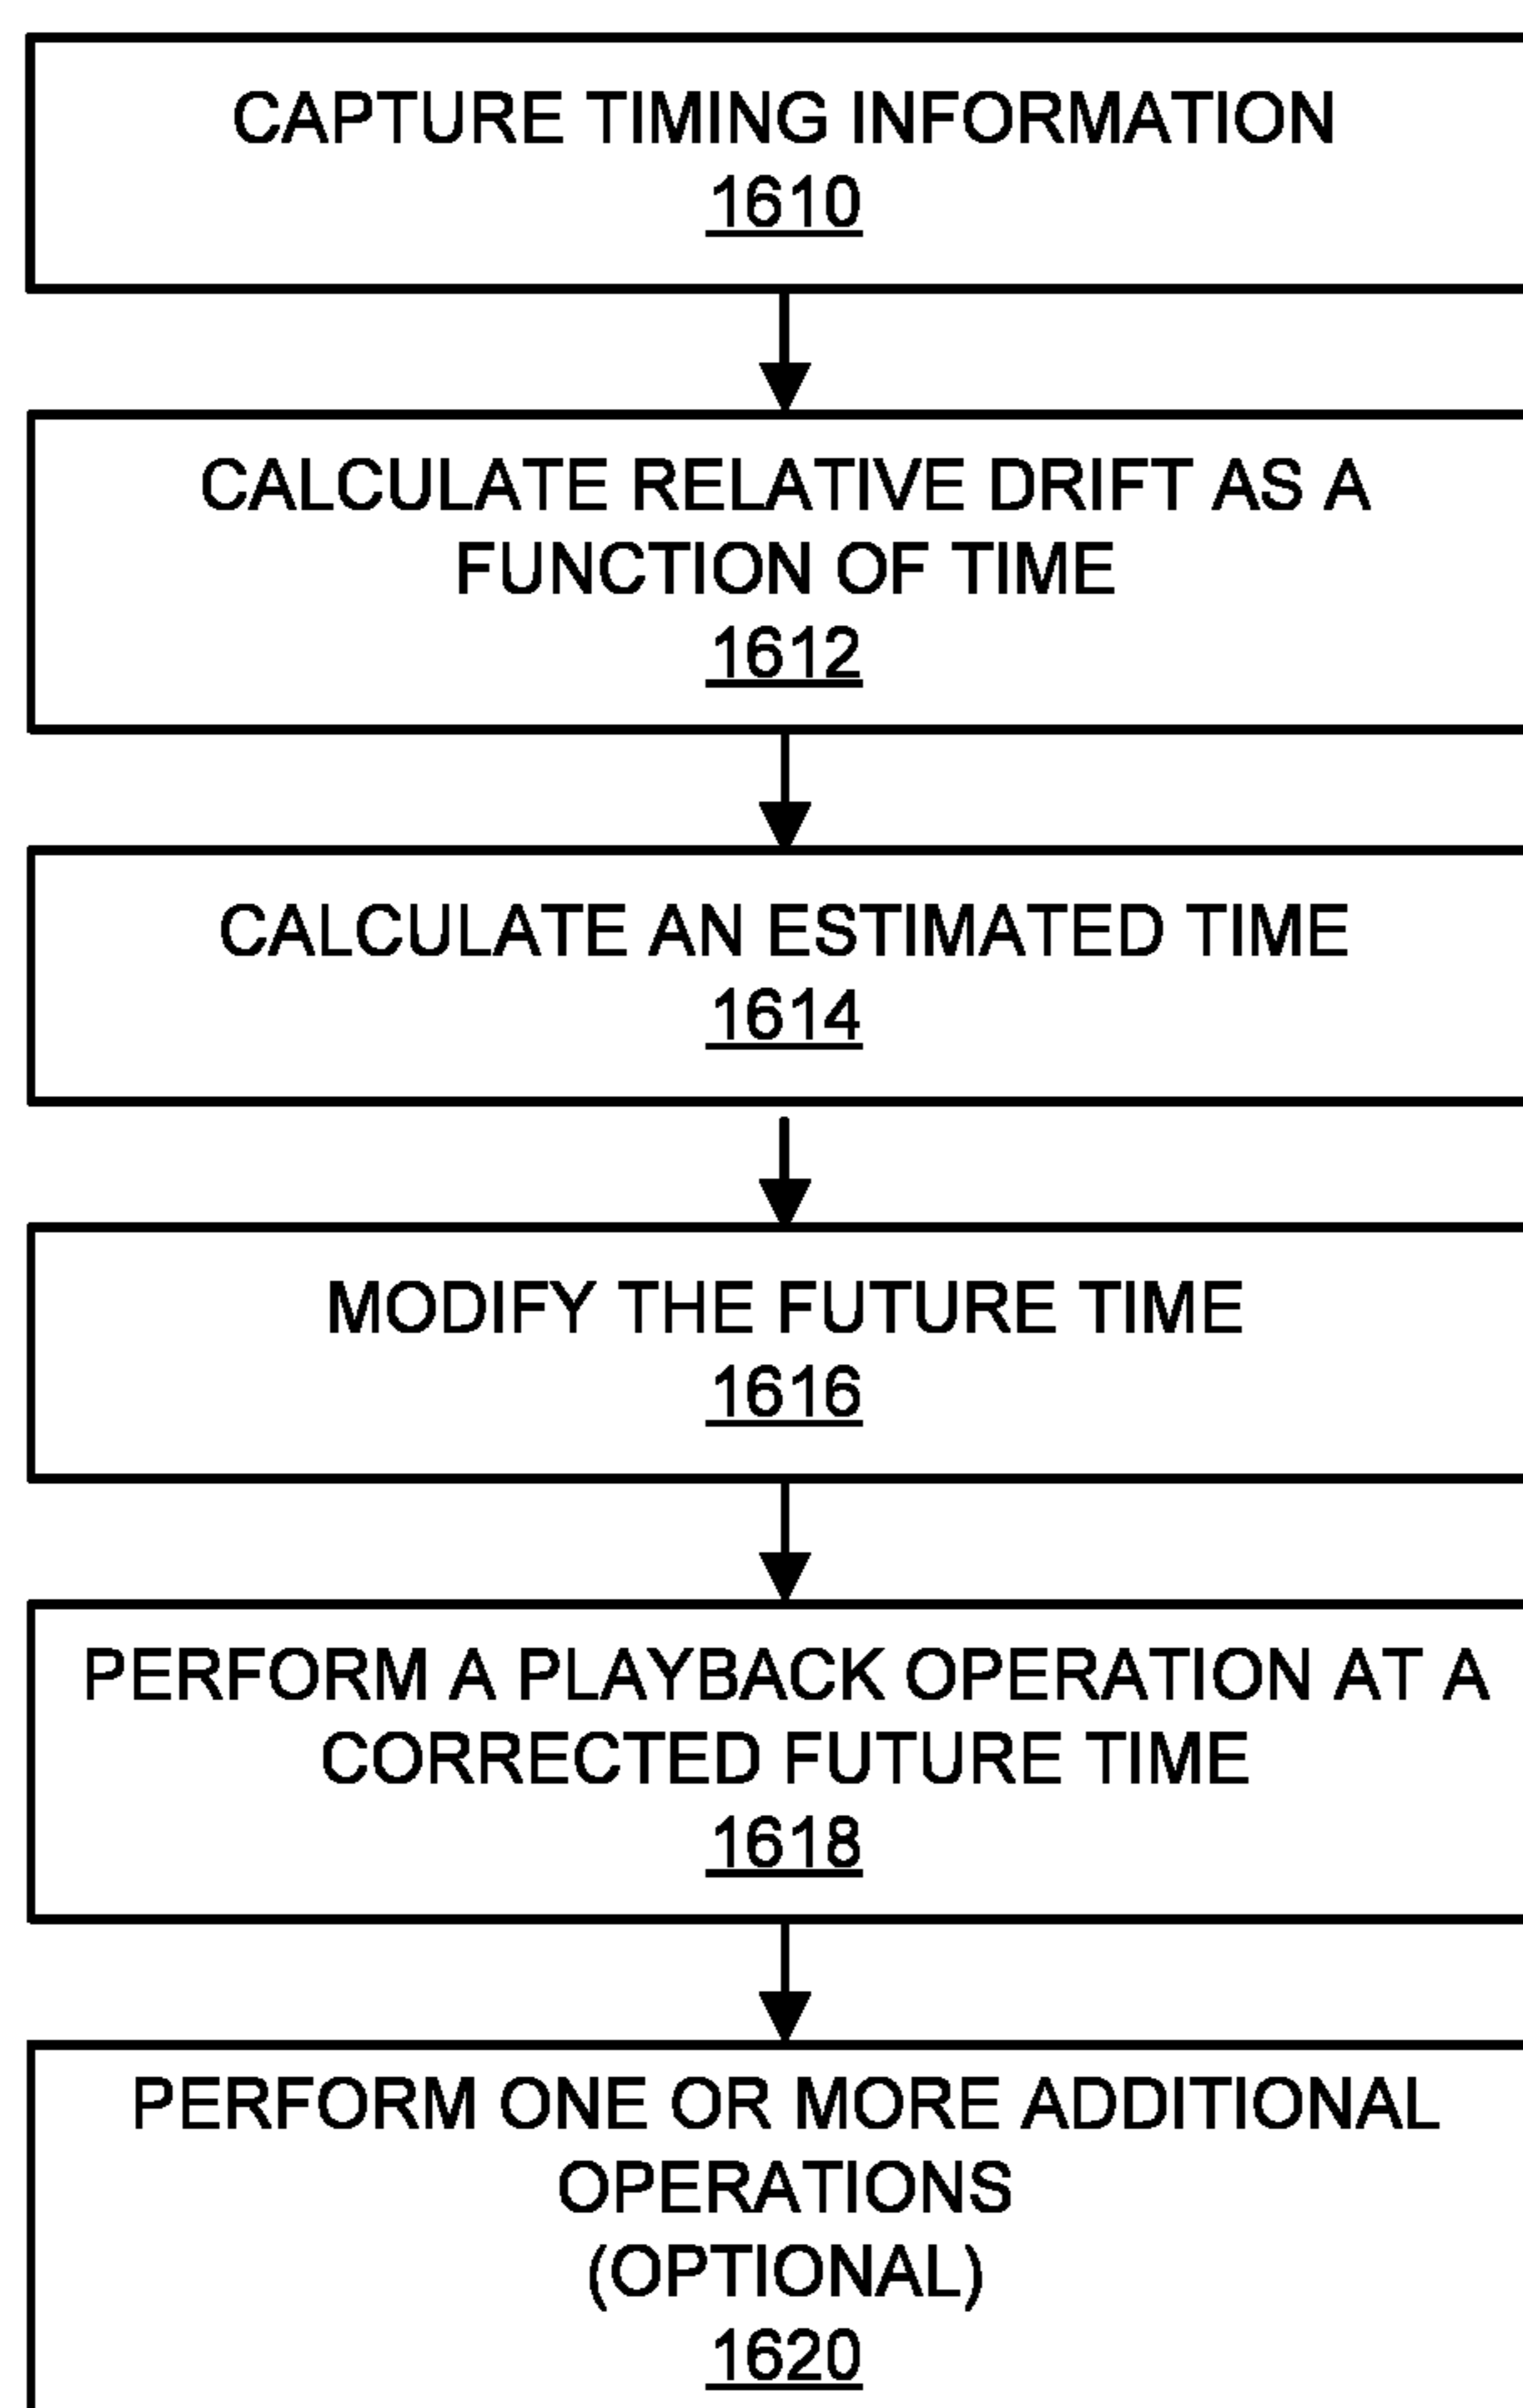 CAPTURE TIMING INFORMATION
1610
CALCULATE RELATIVE DRIFT AS A
FUNCTION OF TIME
1612
CALCULATE AN ESTIMATED TIME
1614
MODIFY THE FUTURE TIME
1616
PERFORM A PLAYBACK OPERATION AT A
CORRECTED FUTURE TIME
1618
PERFORM ONE OR MORE ADDITIONAL
OPERATIONS
(OPTIONAL)
1620